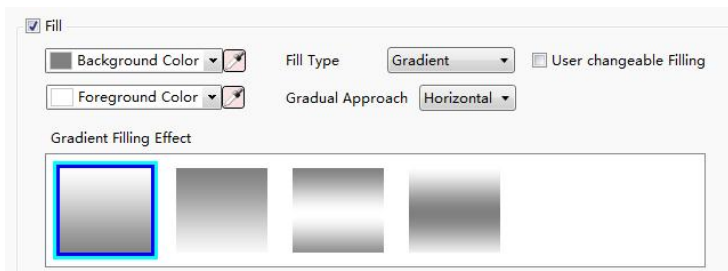 Fill
Background Color Fill Type Gradient User changeable Filling
Foreground Color Gradual Approach Horizontal
Gradient Filling Effect